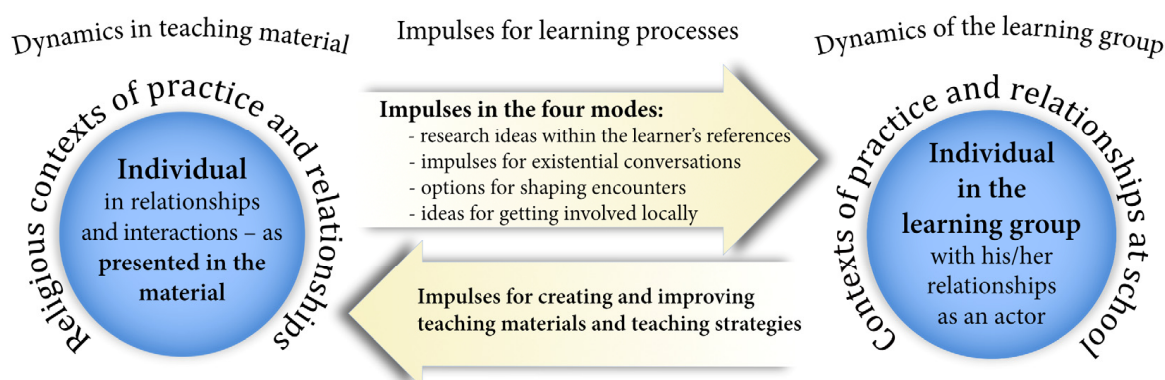 Dynamics in teaching material
Religious contexts of practice and relationships
Individual
in relationships
and interactions – as
presented in the
material
Impulses for learning processes
Impulses in the four modes:
- research ideas within the learner's references
- impulses for existential conversations
- options for shaping encounters
- ideas for getting involved locally
Impulses for creating and improving
teaching materials and teaching strategies
Dynamics of the learning group
Contexts of practice and relationships at school
Individual
in the
learning group
with his/her
relationships
as an actor